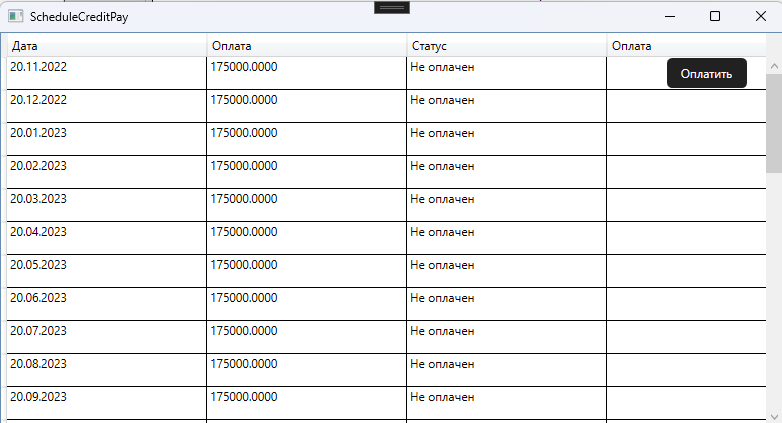 ScheduleCreditPay
Дата Оплата Статус Оплата
20.11.2022 175000.0000 Не оплачен Оплатить
20.12.2022 175000.0000 Не оплачен
20.01.2023 175000.0000 Не оплачен
20.02.2023 175000.0000 Не оплачен
20.03.2023 175000.0000 Не оплачен
20.04.2023 175000.0000 Не оплачен
20.05.2023 175000.0000 Не оплачен
20.06.2023 175000.0000 Не оплачен
20.07.2023 175000.0000 Не оплачен
20.08.2023 175000.0000 Не оплачен
20.09.2023 175000.0000 Не оплачен